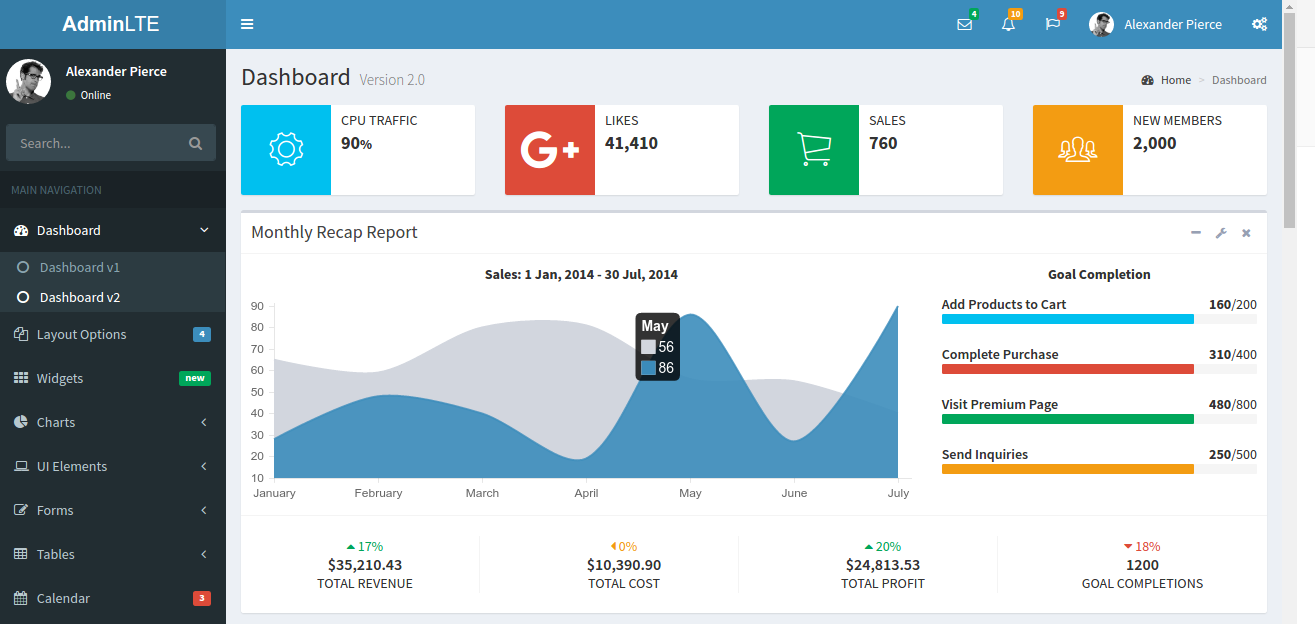 AdminLTE
4
10
9
Alexander Pierce
Alexander Pierce
Online
Search...
MAIN NAVIGATION
Dashboard
Dashboard v1
Dashboard v2
Layout Options 4
Widgets new
Charts
UI Elements
Forms
Tables
Calendar 3
Dashboard Version 2.0
Home > Dashboard
CPU TRAFFIC
90%
G+
LIKES
41,410
SALES
760
NEW MEMBERS
2,000
Monthly Recap Report
Sales: 1 Jan, 2014 - 30 Jul, 2014
90
80
70
60
50
40
30
20
10
May
56
86
January February March April May June July
Goal Completion
Add Products to Cart 160/200
Complete Purchase 310/400
Visit Premium Page 480/800
Send Inquiries 250/500
17%
$35,210.43
TOTAL REVENUE
0%
$10,390.90
TOTAL COST
20%
$24,813.53
TOTAL PROFIT
18%
1200
GOAL COMPLETIONS